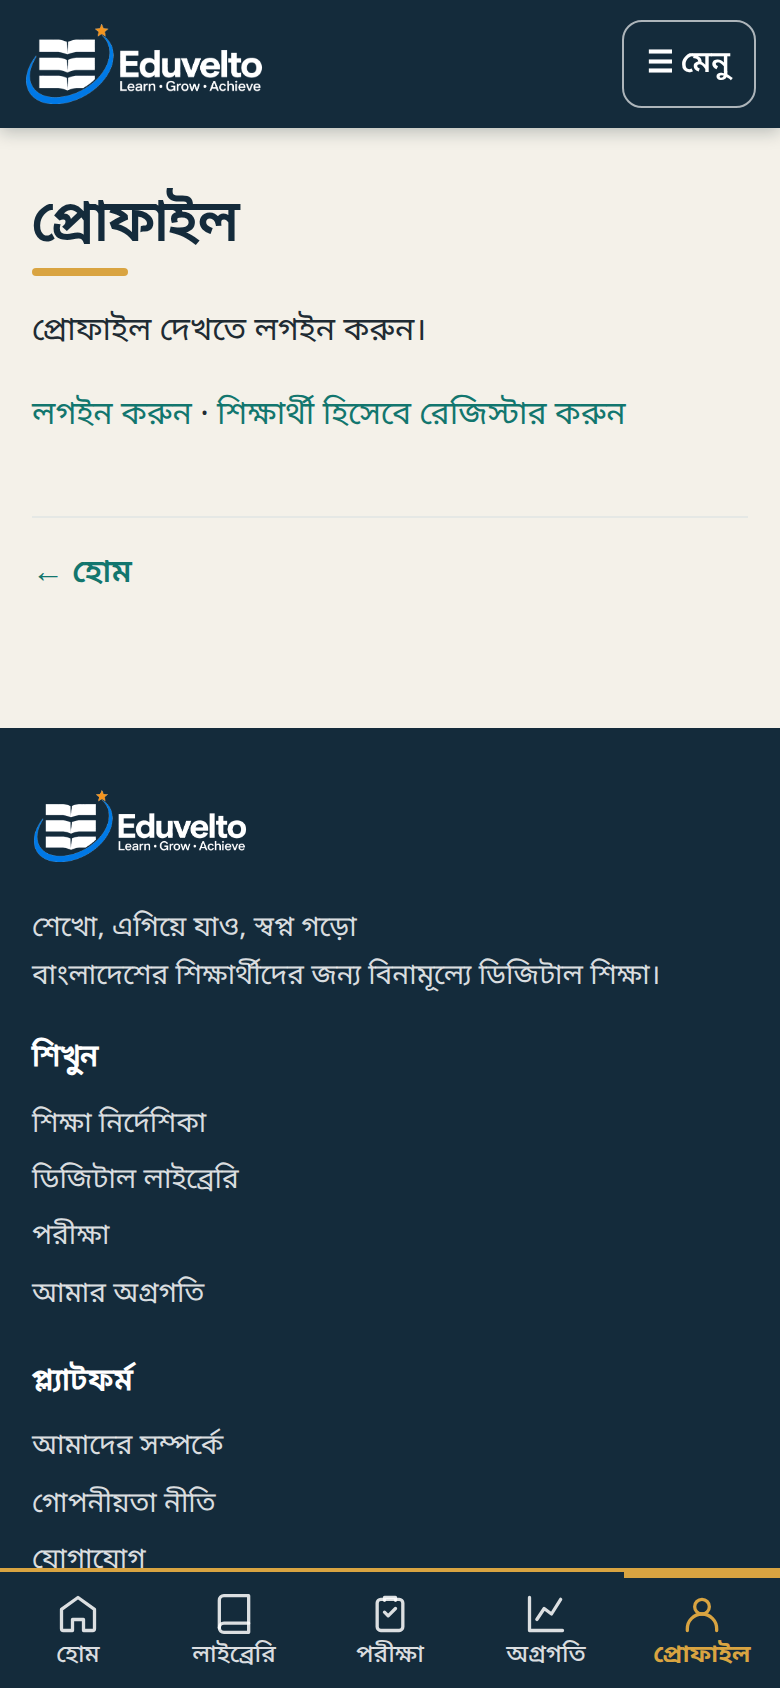 Eduvelto
Learn • Grow • Achieve
☰ মেনু
প্রোফাইল
প্রোফাইল দেখতে লগইন করুন।
লগইন করুন · শিক্ষার্থী হিসেবে রেজিস্টার করুন
← হোম
Eduvelto
Learn • Grow • Achieve
শেখো, এগিয়ে যাও, স্বপ্ন গড়ো
বাংলাদেশের শিক্ষার্থীদের জন্য বিনামূল্যে ডিজিটাল শিক্ষা।
শিখুন
শিক্ষা নির্দেশিকা
ডিজিটাল লাইব্রেরি
পরীক্ষা
আমার অগ্রগতি
প্ল্যাটফর্ম
আমাদের সম্পর্কে
গোপনীয়তা নীতি
যোগাযোগ
হোম
লাইব্রেরি
পরীক্ষা
অগ্রগতি
প্রোফাইল